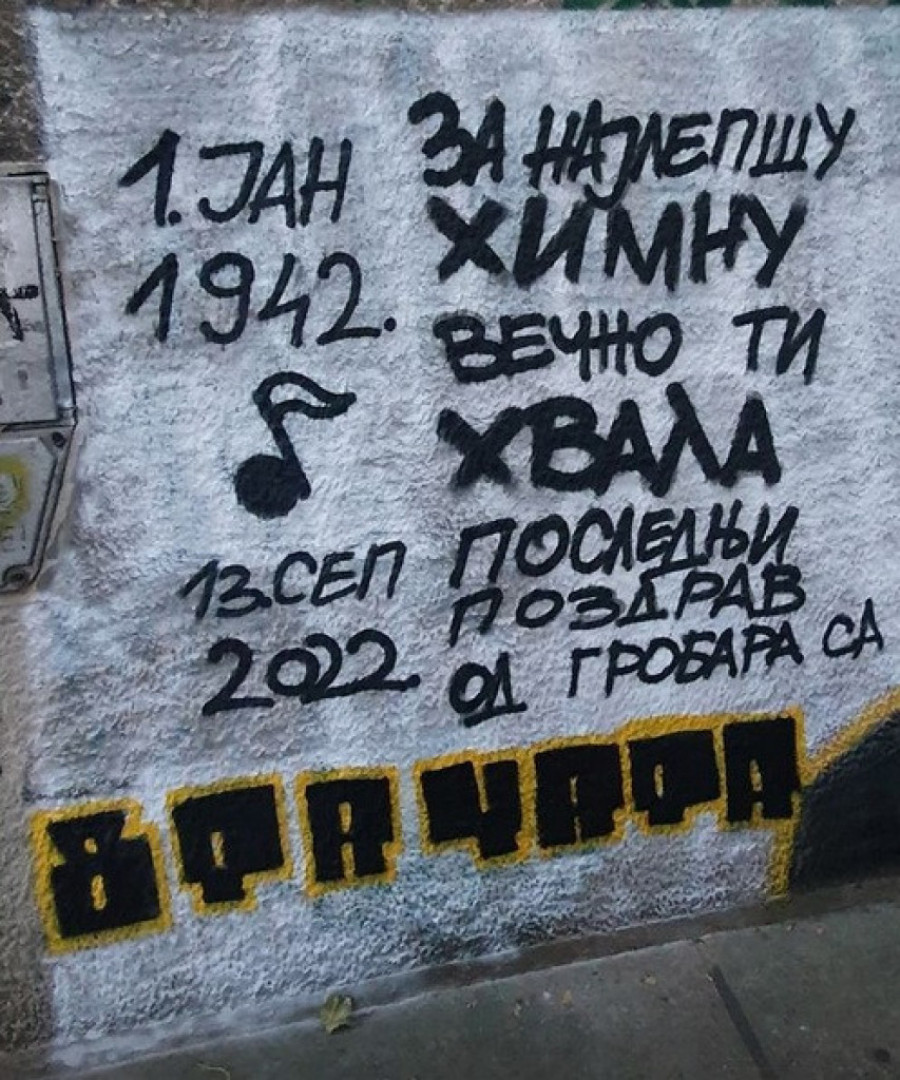 1. ЈАН
1942.
13. СЕП
2022.
ЗА НАЈЛЕПШУ
ХИМНУ
ВЕЧНО ТИ
ХВАЛА
ПОСЛЕДЊИ
ПОЗДРАВ
ОД ГРОБАРА СА
ВРАЧАРА